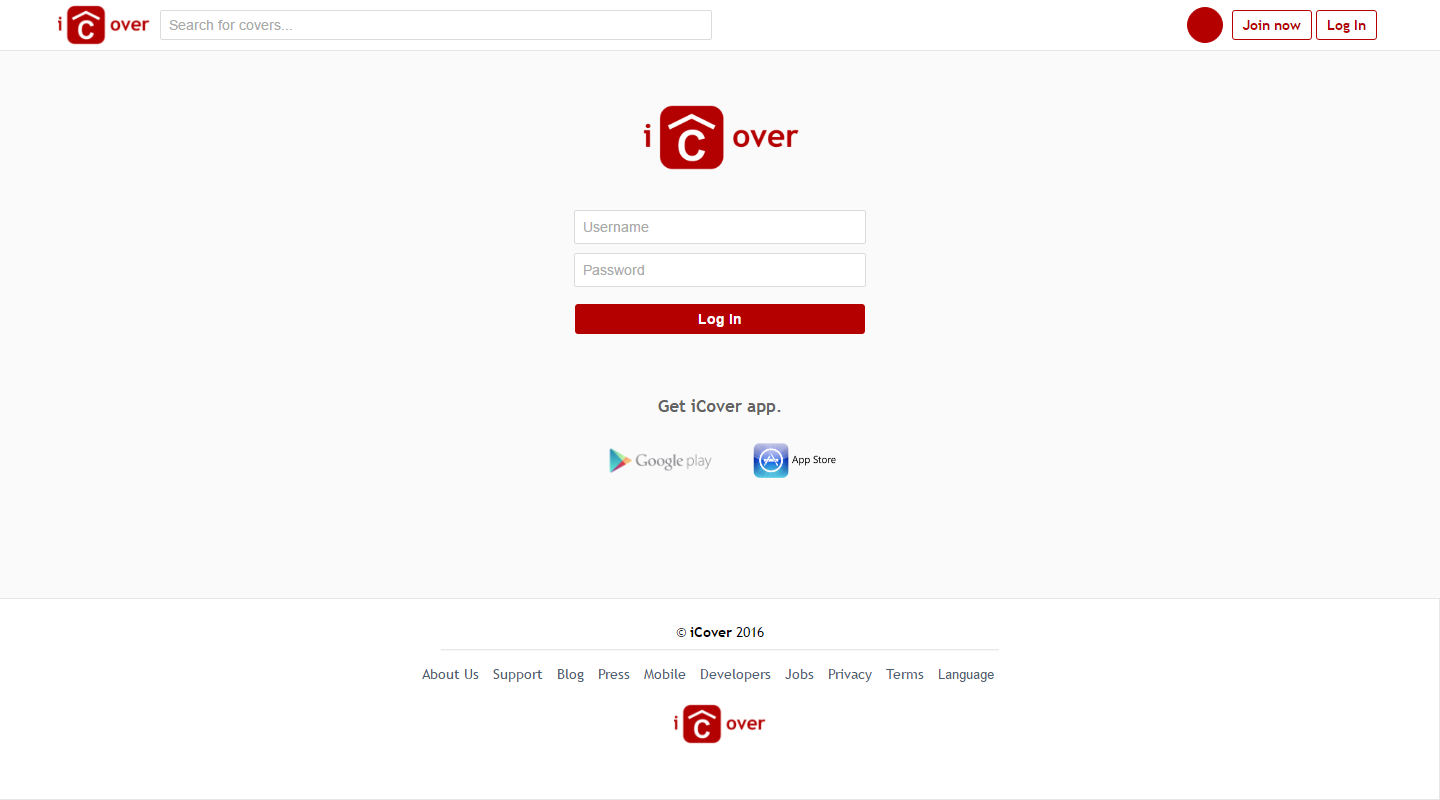 i C over Search for covers... Join now Log In
i C over
Username
Password
Log In
Get iCover app.
Google play App Store
© iCover 2016
About Us Support Blog Press Mobile Developers Jobs Privacy Terms Language
i C over